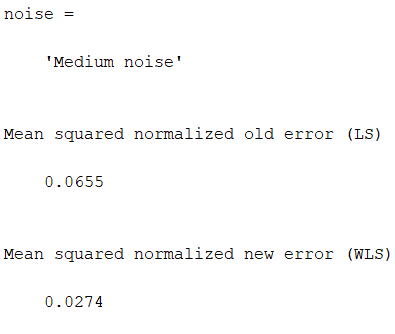 noise =
'Medium noise'
Mean squared normalized old error (LS)
0.0655
Mean squared normalized new error (WLS)
0.0274